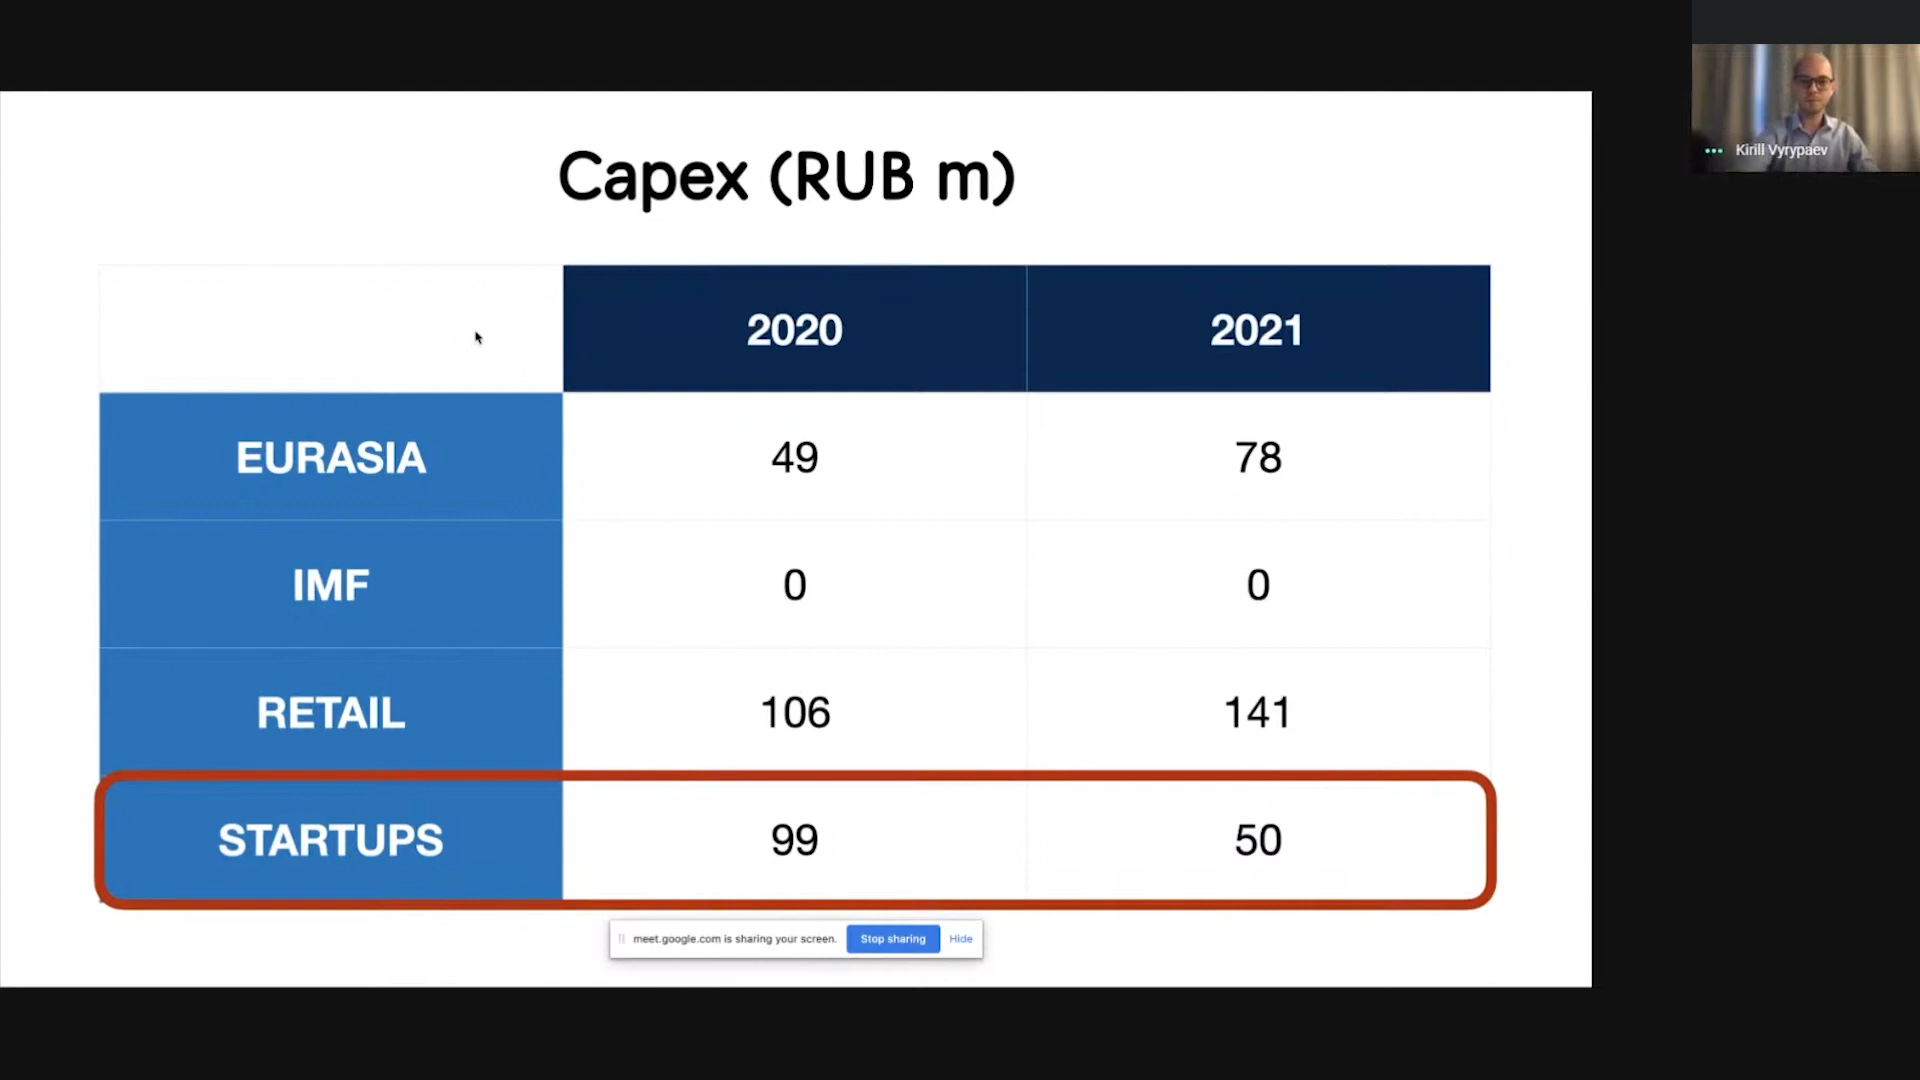 Capex (RUB m)
2020 2021
EURASIA 49 78
IMF 0 0
RETAIL 106 141
STARTUPS 99 50
meet.google.com is sharing your screen. Stop sharing Hide
Kirill Vyrypaev